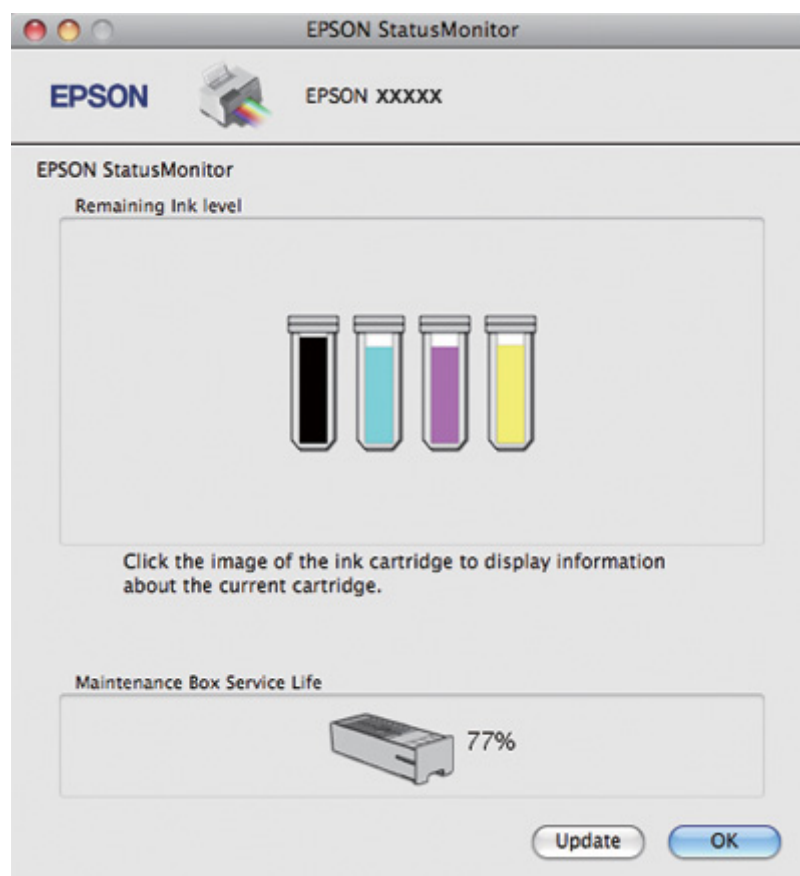 EPSON StatusMonitor
EPSON
EPSON XXXXX
EPSON StatusMonitor
Remaining Ink level
Click the image of the ink cartridge to display information
about the current cartridge.
Maintenance Box Service Life
77%
Update
OK